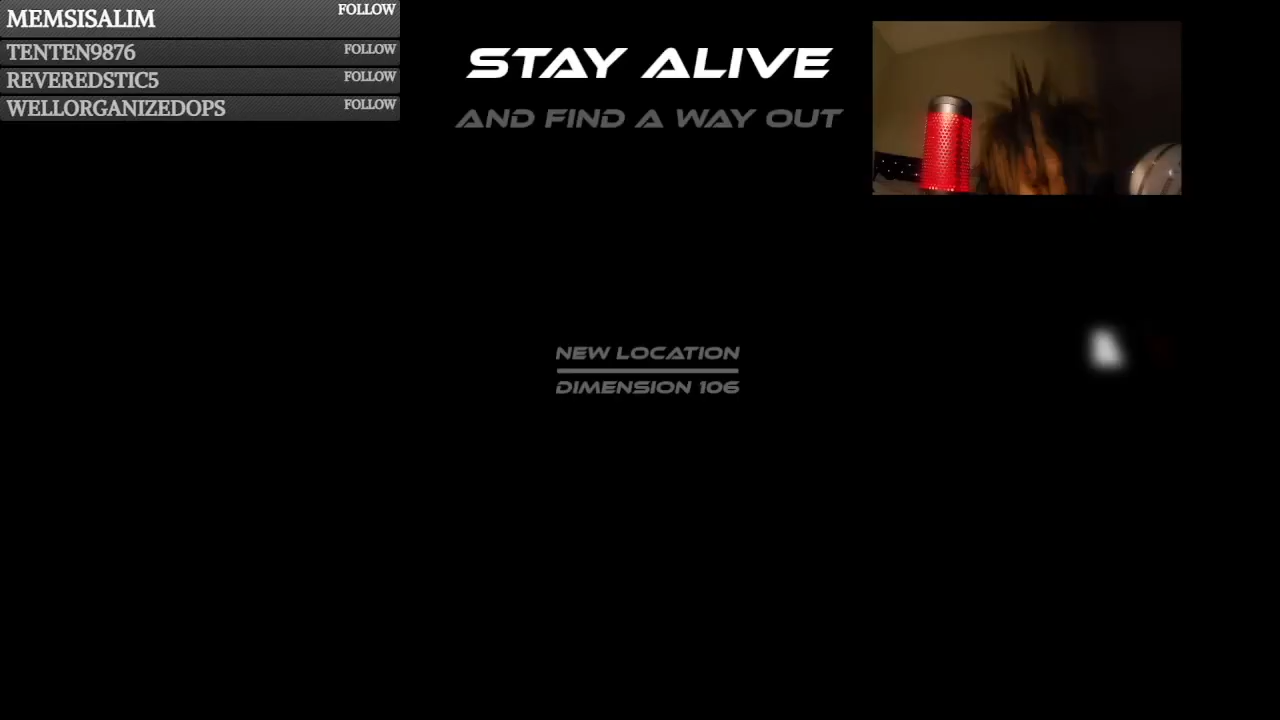 MEMSISALIM FOLLOW
TENTEN9876 FOLLOW
REVEREDSTIC5 FOLLOW
WELLORGANIZEDOPS FOLLOW
STAY ALIVE
AND FIND A WAY OUT
NEW LOCATION
DIMENSION 106